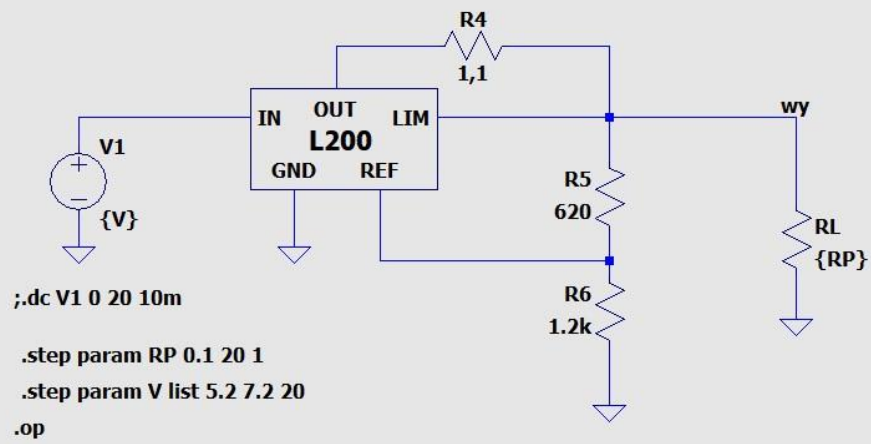 R4
1,1
IN OUT LIM
L200
GND REF
wy
V1
{V}
R5
620
RL
{RP}
R6
1.2k
;.dc V1 0 20 10m
.step param RP 0.1 20 1
.step param V list 5.2 7.2 20
.op